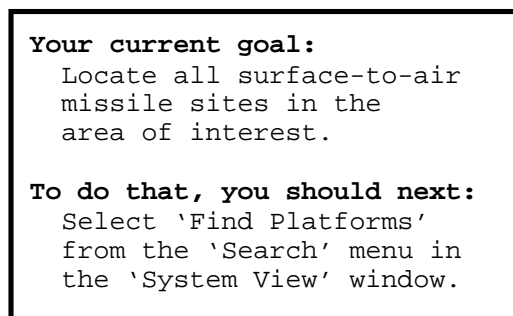 Your current goal:
Locate all surface-to-air
missile sites in the
area of interest.
To do that, you should next:
Select ‘Find Platforms’
from the ‘Search’ menu in
the ‘System View’ window.